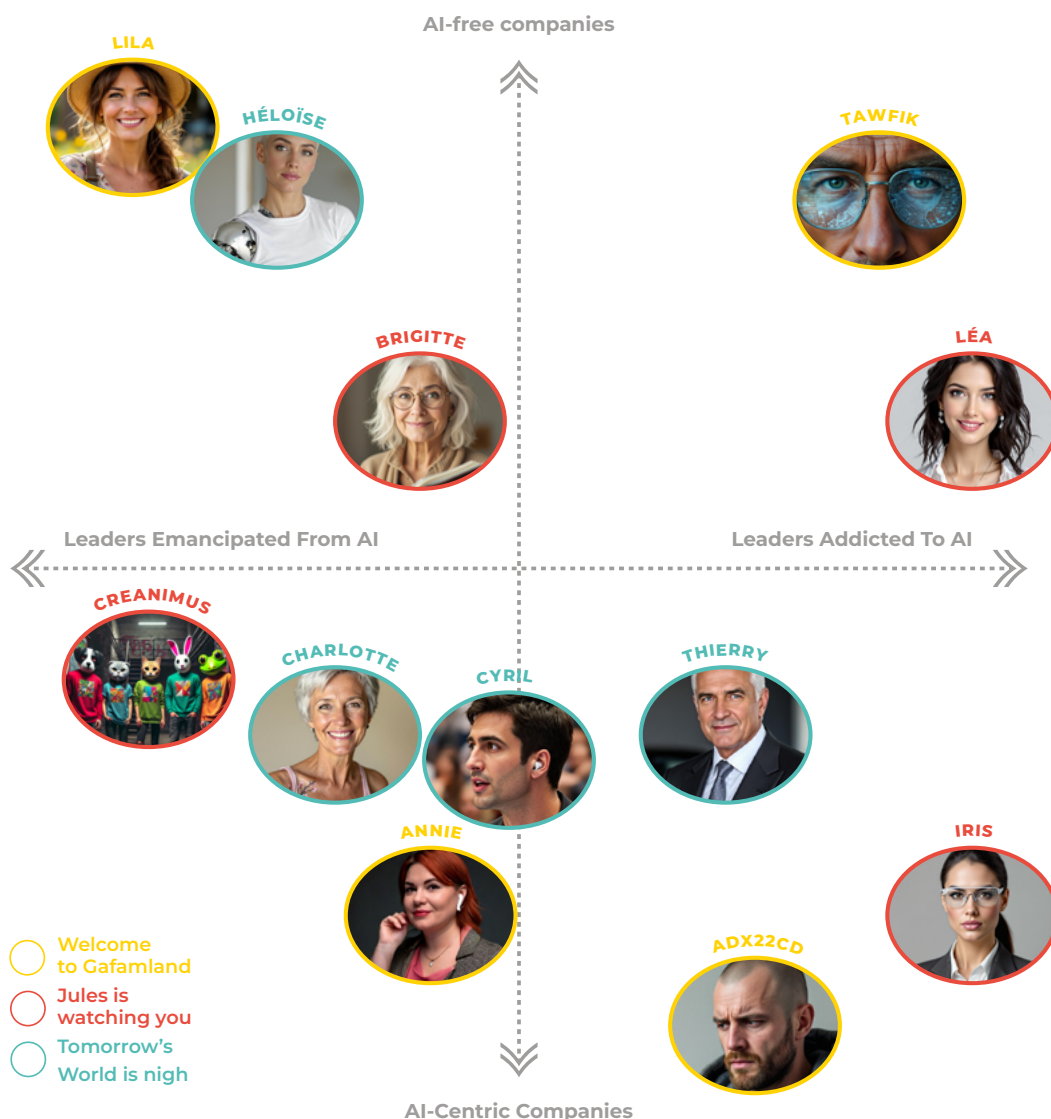 AI-free companies
LILA
HÉLOÏSE
TAWFIK
BRIGITTE
LÉA
Leaders Emancipated From AI
Leaders Addicted To AI
CREANIMUS
CHARLOTTE
CYRIL
THIERRY
ANNIE
IRIS
ADX22CD
Welcome
to Gafamland
Jules is
watching you
Tomorrow’s
World is nigh
AI-Centric Companies